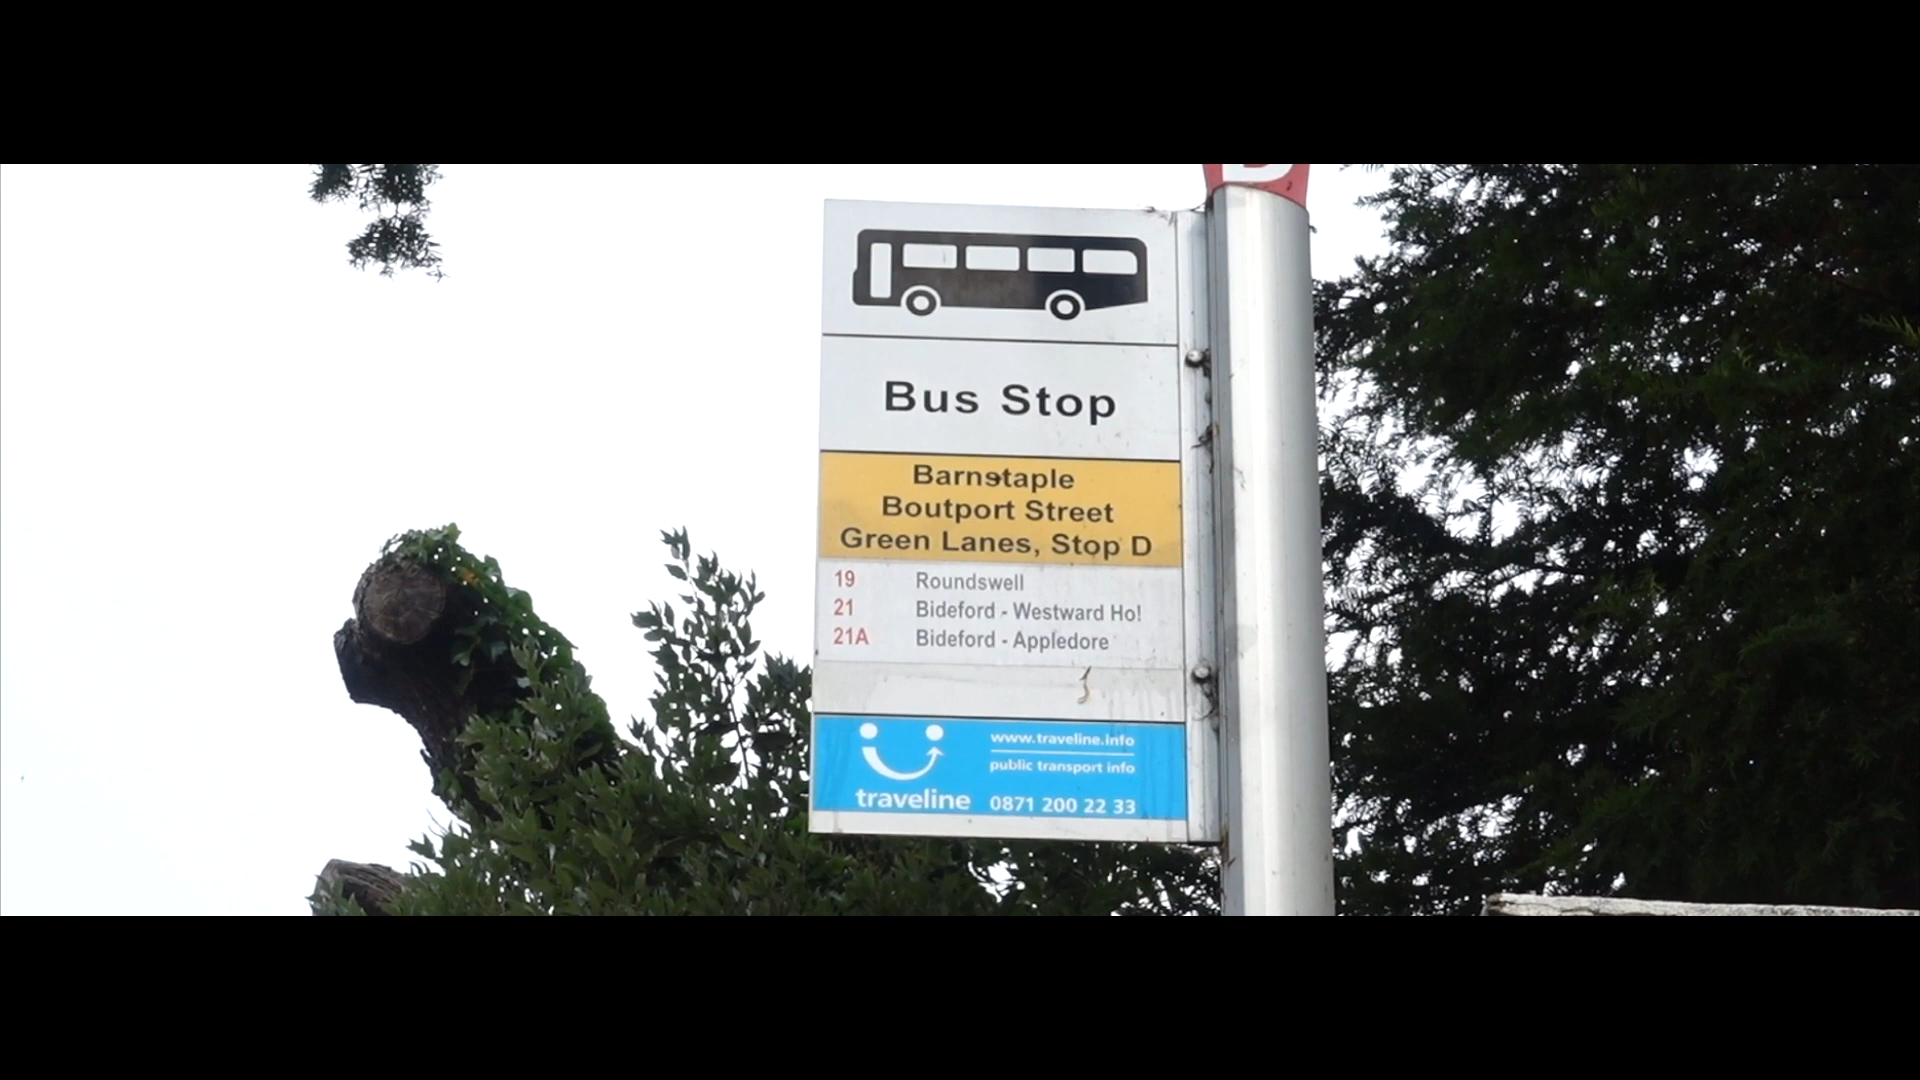 D
Bus Stop
Barnstaple
Boutport Street
Green Lanes, Stop D
19 Roundswell
21 Bideford - Westward Ho!
21A Bideford - Appledore
www.traveline.info
public transport info
traveline 0871 200 22 33